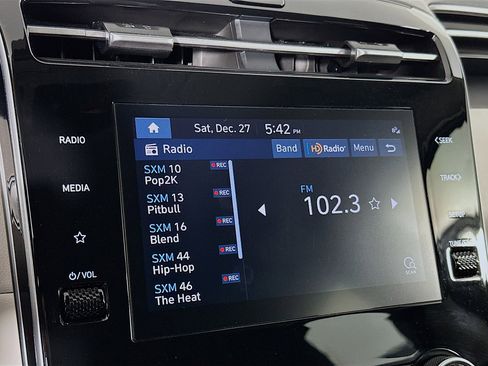 Sat, Dec. 27 5:42 PM
Radio Band HD Radio Menu
SXM 10 REC
Pop2K
SXM 13 REC
Pitbull
SXM 16 REC
Blend
SXM 44 REC
Hip-Hop
SXM 46 REC
The Heat
FM
102.3
SCAN
RADIO
MEDIA
/VOL
SEEK
TRACK
SETUP
TUNE